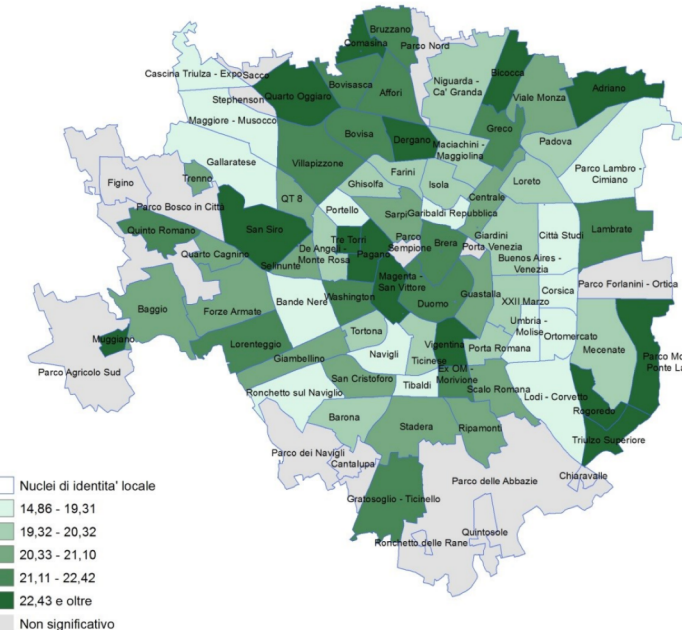 Bruzzano
Comasina
Parco Nord
Cascina Triulza - Expo
Sacco
Bovisasca
Niguarda -
Ca' Granda
Bicocca
Stephenson
Quarto Oggiaro
Affori
Viale Monza
Adriano
Maggiore - Musocco
Bovisa
Dergano
Greco
Maciachini -
Maggiolina
Padova
Gallaratese
Villapizzone
Farini
Parco Lambro -
Cimiano
Trenno
Figino
Ghisolfa
Isola
Loreto
QT 8
Centrale
Parco Bosco in Città
Portello
Sarpi
Garibaldi Repubblica
Quinto Romano
San Siro
Tre Torri
Parco
Sempione
Brera
Giardini
Porta Venezia
Città Studi
Lambrate
De Angeli -
Monte Rosa
Pagano
Quarto Cagnino
Selinunte
Buenos Aires -
Venezia
Magenta -
San Vittore
Parco Forlanini - Ortica
Bande Nere
Washington
Duomo
Guastalla
Corsica
XXII Marzo
Baggio
Forze Armate
Umbria -
Molise
Tortona
Ortomercato
Muggiano
Lorenteggio
Vigentina
Porta Romana
Mecenate
Giambellino
Navigli
Ticinese
Parco Mo
Ponte La
Parco Agricolo Sud
Ex OM -
Morivione
San Cristoforo
Tibaldi
Scalo Romana
Ronchetto sul Naviglio
Lodi - Corvetto
Rogoredo
Barona
Stadera
Ripamonti
Triulzo Superiore
Parco dei Navigli
Cantalupa
Chiaravalle
Parco delle Abbazie
Gratosoglio - Ticinello
Quintosole
Ronchetto delle Rane
Nuclei di identita' locale
14,86 - 19,31
19,32 - 20,32
20,33 - 21,10
21,11 - 22,42
22,43 e oltre
Non significativo